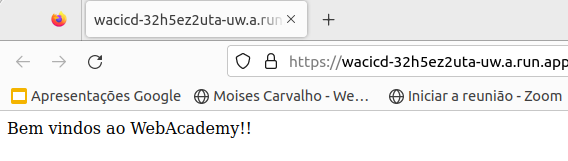 wacicd-32h5ez2uta-uw.a.run
https://wacicd-32h5ez2uta-uw.a.run.app
Apresentações Google Moises Carvalho - We… Iniciar a reunião - Zoom
Bem vindos ao WebAcademy!!